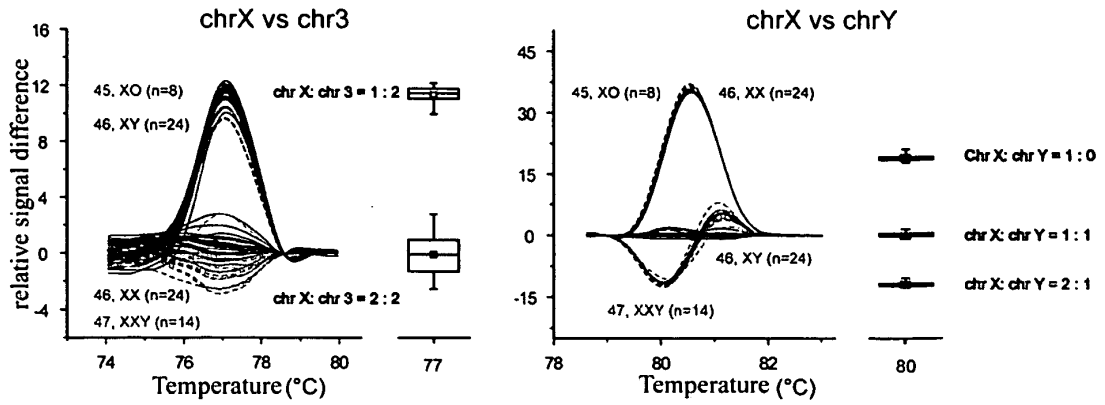 chrX vs chr3
relative signal difference
16
12
8
4
0
-4
45, XO (n=8)
46, XY (n=24)
chr X: chr 3 = 1 : 2
46, XX (n=24)
47, XXY (n=14)
chr X: chr 3 = 2 : 2
74
76
78
80
77
Temperature (°C)
chrX vs chrY
45
30
15
0
-15
45, XO (n=8)
46, XX (n=24)
46, XY (n=24)
47, XXY (n=14)
Chr X: chr Y = 1 : 0
chr X: chr Y = 1 : 1
chr X: chr Y = 2 : 1
78
80
82
80
Temperature (°C)